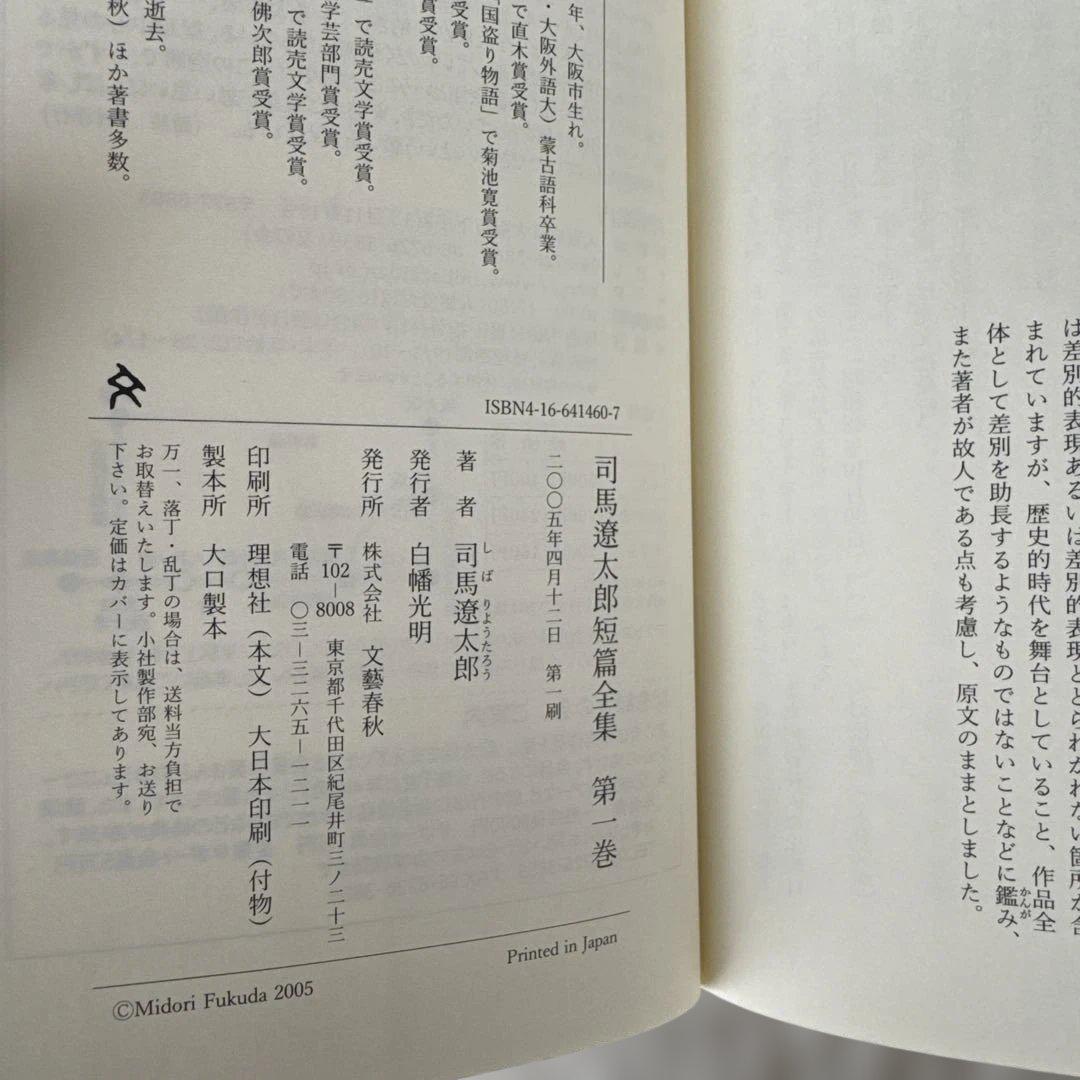 は差別的表現あるいは差別的表現ととられかねない箇所が含
まれていますが、歴史的時代を舞台としていること、作品全
体として差別を助長するようなものではないことなどに鑑み、
かんが
また著者が故人である点も考慮し、原文のままとしました。
年、大阪市生れ。
・大阪外語大）蒙古語科卒業。
で直木賞受賞。
「国盗り物語」で菊池寛賞受賞。
受賞。
賞受賞。
」で読売文学賞受賞。
学芸部門賞受賞。
で読売文学賞受賞。
佛次郎賞受賞。
逝去。
秋）ほか著書多数。
ISBN4-16-641460-7
司馬遼太郎短篇全集 第一巻
二〇〇五年四月十二日 第一刷
著者 司馬遼太郎
しばりようたろう
発行者 白幡光明
発行所 株式会社 文藝春秋
〒102-8008 東京都千代田区紀尾井町三ノ二十三
電話 〇三—三二六五—一二一一
印刷所 理想社（本文） 大日本印刷（付物）
製本所 大口製本
万一、落丁・乱丁の場合は、送料当方負担で
お取替えいたします。小社製作部宛、お送り
下さい。定価はカバーに表示してあります。
Printed in Japan
©Midori Fukuda 2005